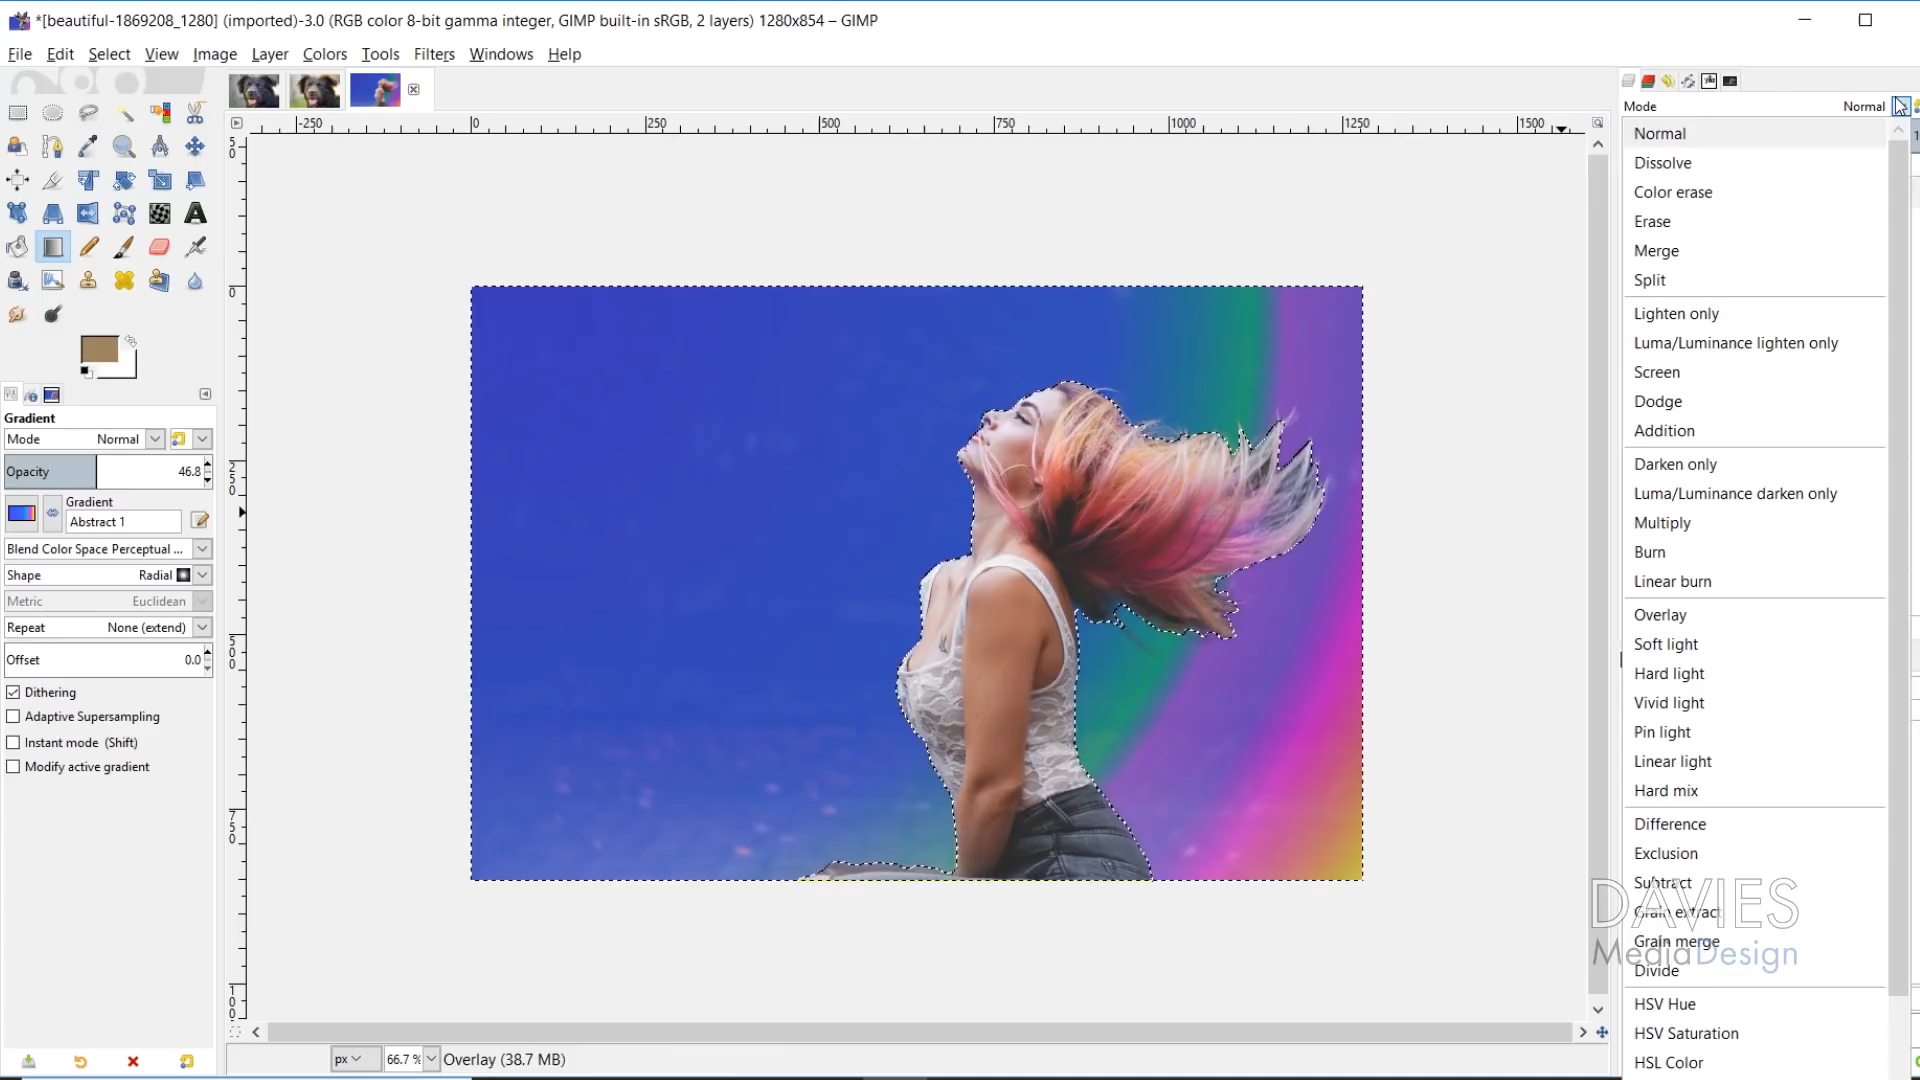 *[beautiful-1869208_1280] (imported)-3.0 (RGB color 8-bit gamma integer, GIMP built-in sRGB, 2 layers) 1280x854 – GIMP
File Edit Select View Image Layer Colors Tools Filters Windows Help
Mode Normal
-250 0 250 500 750 1000 1250 1500
Normal
Dissolve
Color erase
Erase
Merge
Split
Lighten only
Luma/Luminance lighten only
Screen
Dodge
Addition
Darken only
Luma/Luminance darken only
Multiply
Burn
Linear burn
Overlay
Soft light
Hard light
Vivid light
Pin light
Linear light
Hard mix
Difference
Exclusion
Subtract
Grain extract
Grain merge
Divide
HSV Hue
HSV Saturation
HSL Color
Gradient
Mode Normal
Opacity 46.8
Gradient
Abstract 1
Blend Color Space Perceptual ...
Shape Radial
Metric Euclidean
Repeat None (extend)
Offset 0.0
Dithering
Adaptive Supersampling
Instant mode (Shift)
Modify active gradient
0
250
500
750
DAVIES
MediaDesign
px 66.7 % Overlay (38.7 MB)